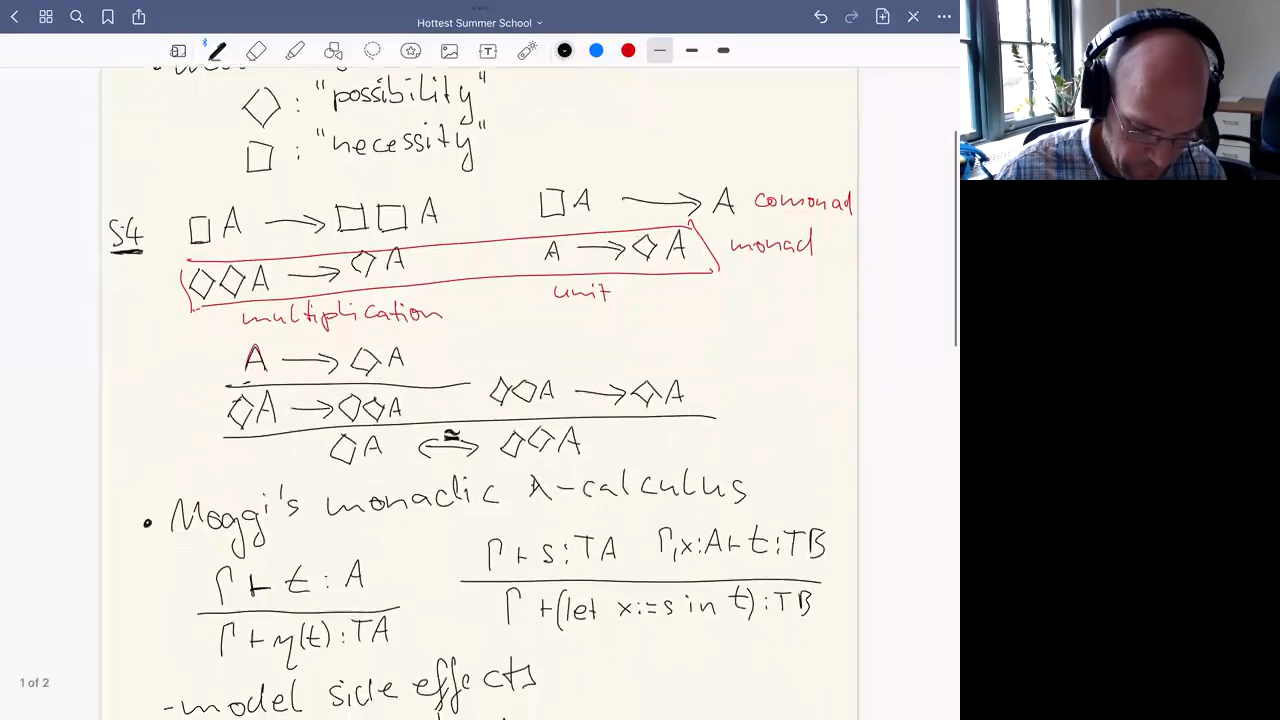 Hottest Summer School
◇ : "possibility"
□ : "necessity"
S4 □A → □□A □A → A comonad
◇◇A → ◇A A → ◇A monad
multiplication unit
A → ◇A
◇A → ◇◇A ◇◇A → ◇A
◇A ≅ ◇◇A
• Moggi's monadic λ-calculus
Γ ⊢ s : TA Γ, x:A ⊢ t : TB
Γ ⊢ t : A
Γ ⊢ (let x := s in t) : TB
Γ ⊢ η(t) : TA
-model side effects
1 of 2